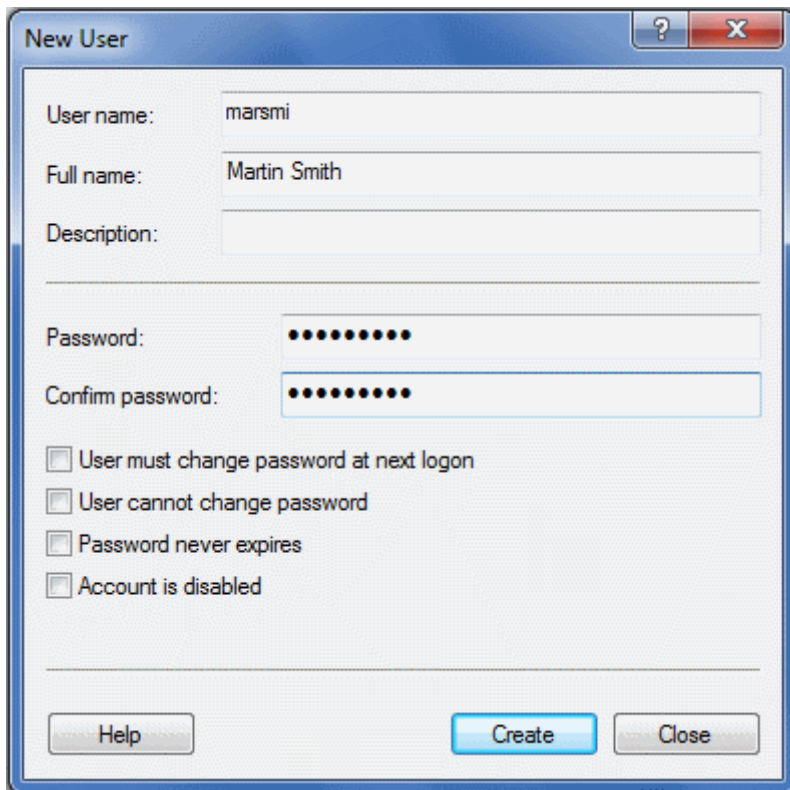 New User
?
X
User name: marsmi
Full name: Martin Smith
Description:
Password: •••••••••
Confirm password: •••••••••
User must change password at next logon
User cannot change password
Password never expires
Account is disabled
Help Create Close